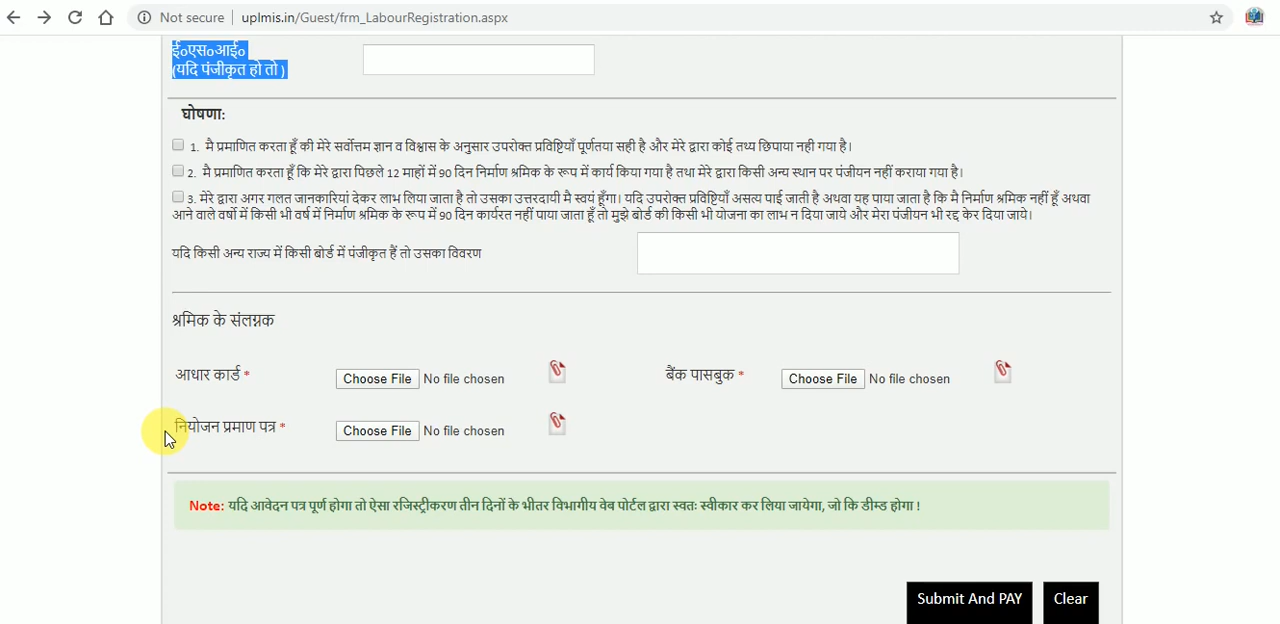 Not secure uplmis.in/Guest/frm_LabourRegistration.aspx
ई०एस०आई०
(यदि पंजीकृत हो तो )
घोषणा:
1. मै प्रमाणित करता हूँ की मेरे सर्वोत्तम ज्ञान व विश्वास के अनुसार उपरोक्त प्रविष्टियाँ पूर्णतया सही है और मेरे द्वारा कोई तथ्य छिपाया नही गया है।
2. मै प्रमाणित करता हूँ कि मेरे द्वारा पिछले 12 माहों में 90 दिन निर्माण श्रमिक के रूप में कार्य किया गया है तथा मेरे द्वारा किसी अन्य स्थान पर पंजीयन नहीं कराया गया है।
3. मेरे द्वारा अगर गलत जानकारियां देकर लाभ लिया जाता है तो उसका उत्तरदायी मै स्वयं हूँगा। यदि उपरोक्त प्रविष्टियाँ असत्य पाई जाती है अथवा यह पाया जाता है कि मै निर्माण श्रमिक नहीं हूँ अथवा
आने वाले वर्षो में किसी भी वर्ष में निर्माण श्रमिक के रूप में 90 दिन कार्यरत नहीं पाया जाता हूँ तो मुझे बोर्ड की किसी भी योजना का लाभ न दिया जाये और मेरा पंजीयन भी रद्द केर दिया जाये।
यदि किसी अन्य राज्य में किसी बोर्ड में पंजीकृत हैं तो उसका विवरण
श्रमिक के संलग्नक
आधार कार्ड * Choose File No file chosen बैंक पासबुक * Choose File No file chosen
नियोजन प्रमाण पत्र * Choose File No file chosen
Note: यदि आवेदन पत्र पूर्ण होगा तो ऐसा रजिस्ट्रीकरण तीन दिनों के भीतर विभागीय वेब पोर्टल द्वारा स्वतः स्वीकार कर लिया जायेगा, जो कि डीम्ड होगा !
Submit And PAY Clear